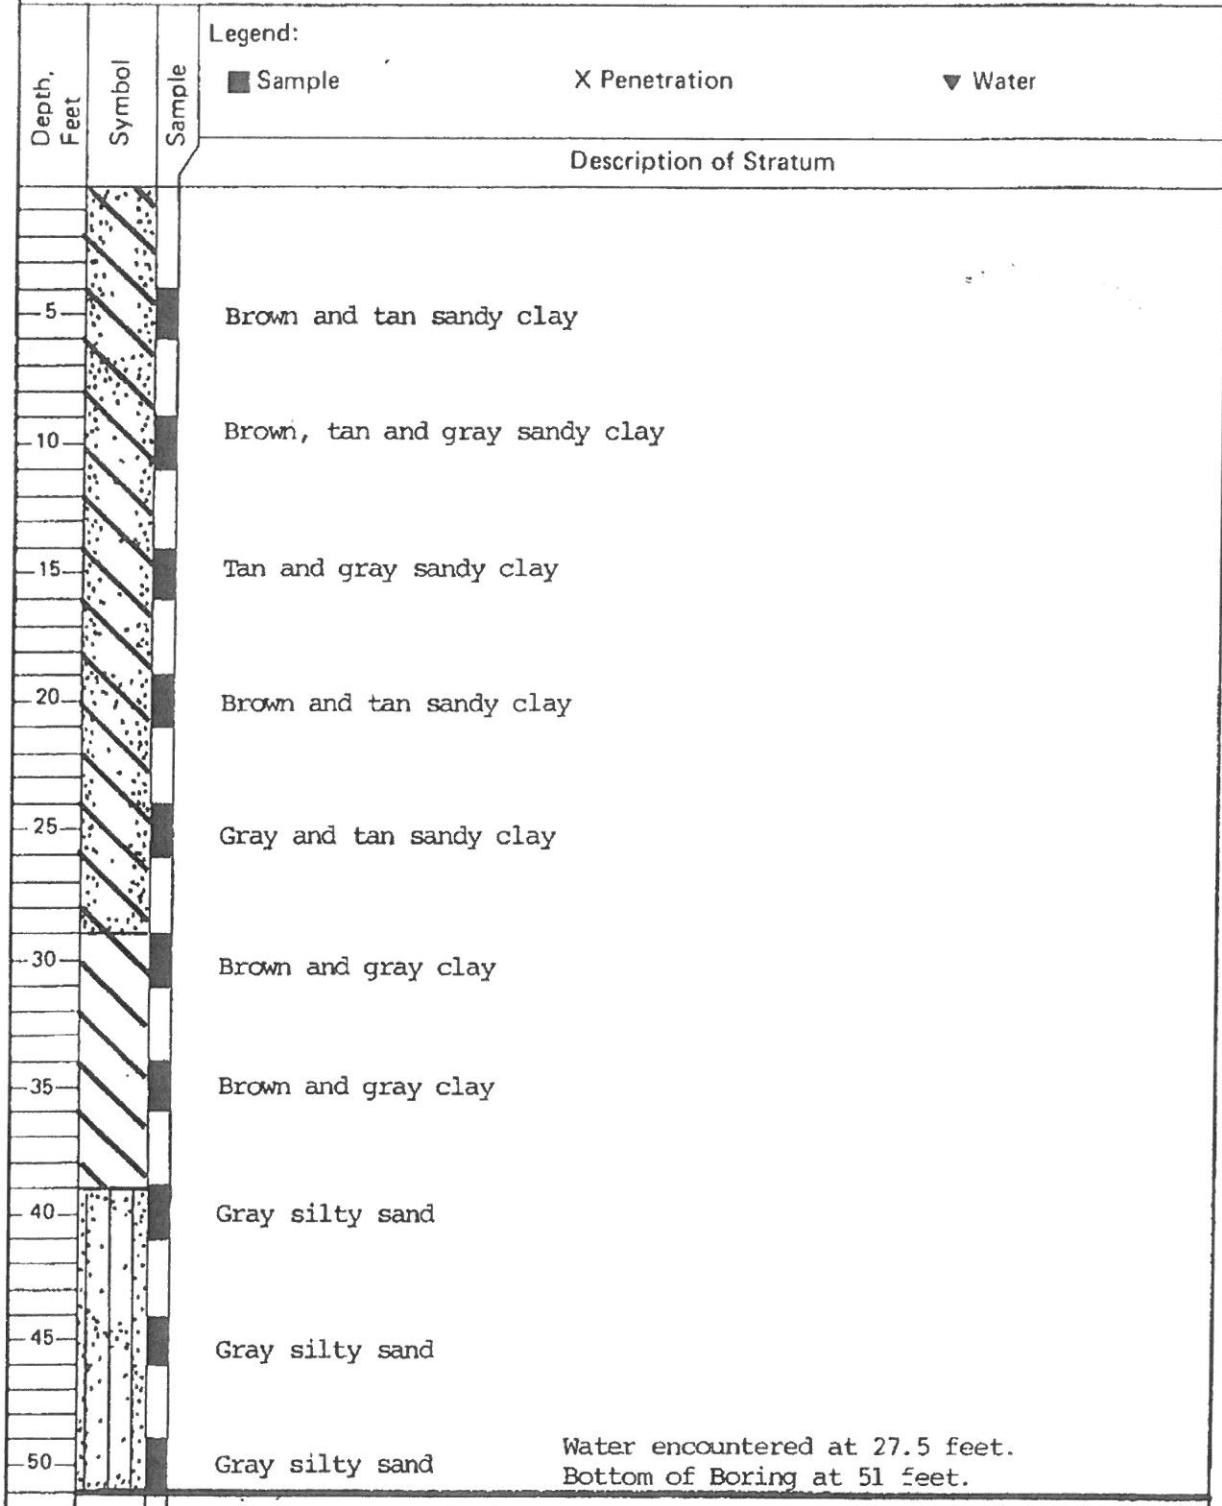 Depth,
Feet
Symbol
Sample
Legend:
■ Sample X Penetration ▼ Water
Description of Stratum
5 Brown and tan sandy clay
10 Brown, tan and gray sandy clay
15 Tan and gray sandy clay
20 Brown and tan sandy clay
25 Gray and tan sandy clay
30 Brown and gray clay
35 Brown and gray clay
40 Gray silty sand
45 Gray silty sand
50 Gray silty sand
Water encountered at 27.5 feet.
Bottom of Boring at 51 feet.